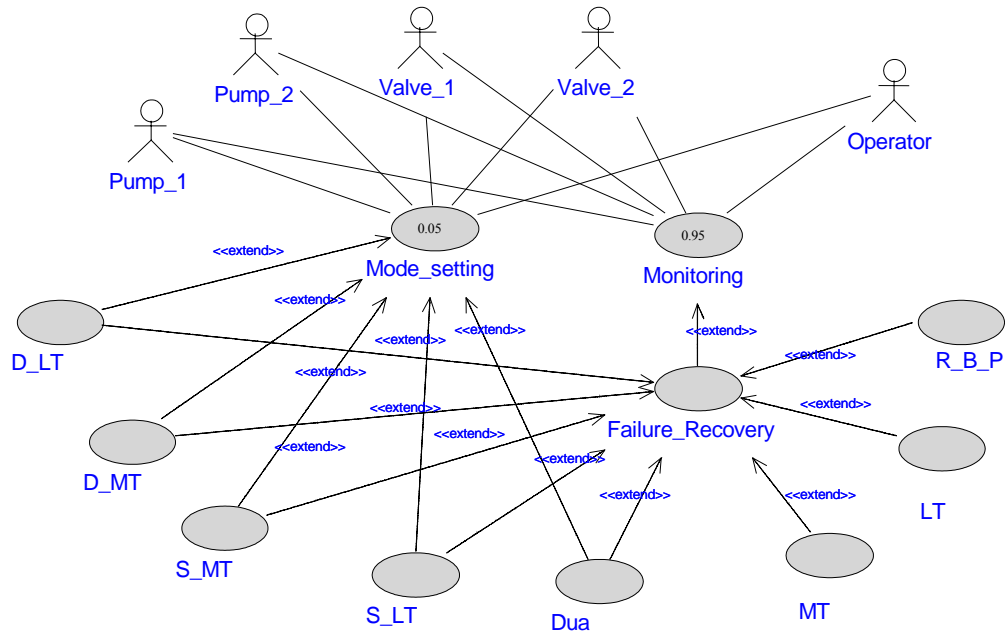 Pump_2
Valve_1
Valve_2
Operator
Pump_1
0.05
0.95
<<extend>>
Mode_setting
Monitoring
<<extend>>
<<extend>>
<<extend>>
<<extend>>
<<extend>>
<<extend>>
D_LT
<<extend>>
R_B_P
<<extend>>
<<extend>>
<<extend>>
Failure_Recovery
<<extend>>
<<extend>>
D_MT
<<extend>>
<<extend>>
LT
S_MT
S_LT
Dua
MT